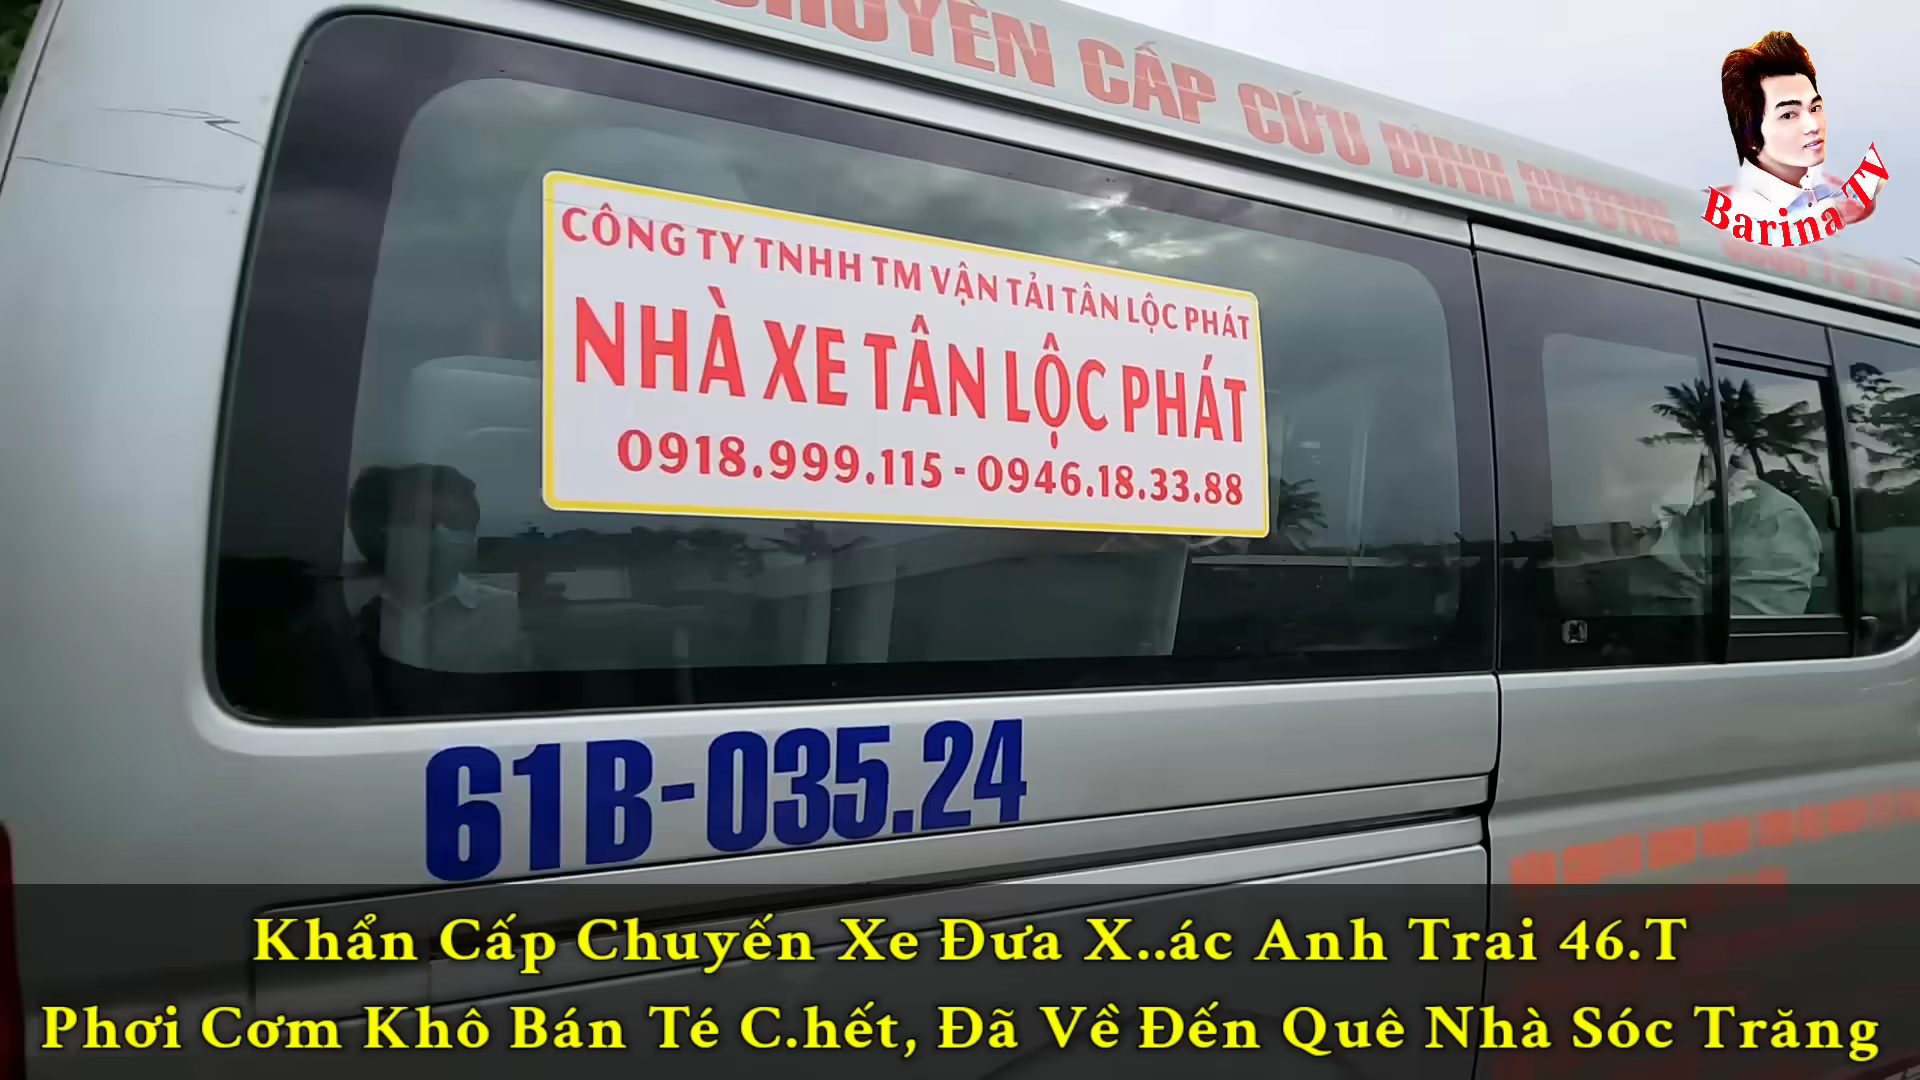 CHUYÊN CẤP CỨU BÌNH DƯƠNG
Barina TV
CÔNG TY TNHH TM VẬN TẢI TÂN LỘC PHÁT
NHÀ XE TÂN LỘC PHÁT
0918.999.115 - 0946.18.33.88
61B-035.24
Khẩn Cấp Chuyến Xe Đưa X..ác Anh Trai 46.T
Phơi Cơm Khô Bán Té C.hết, Đã Về Đến Quê Nhà Sóc Trăng